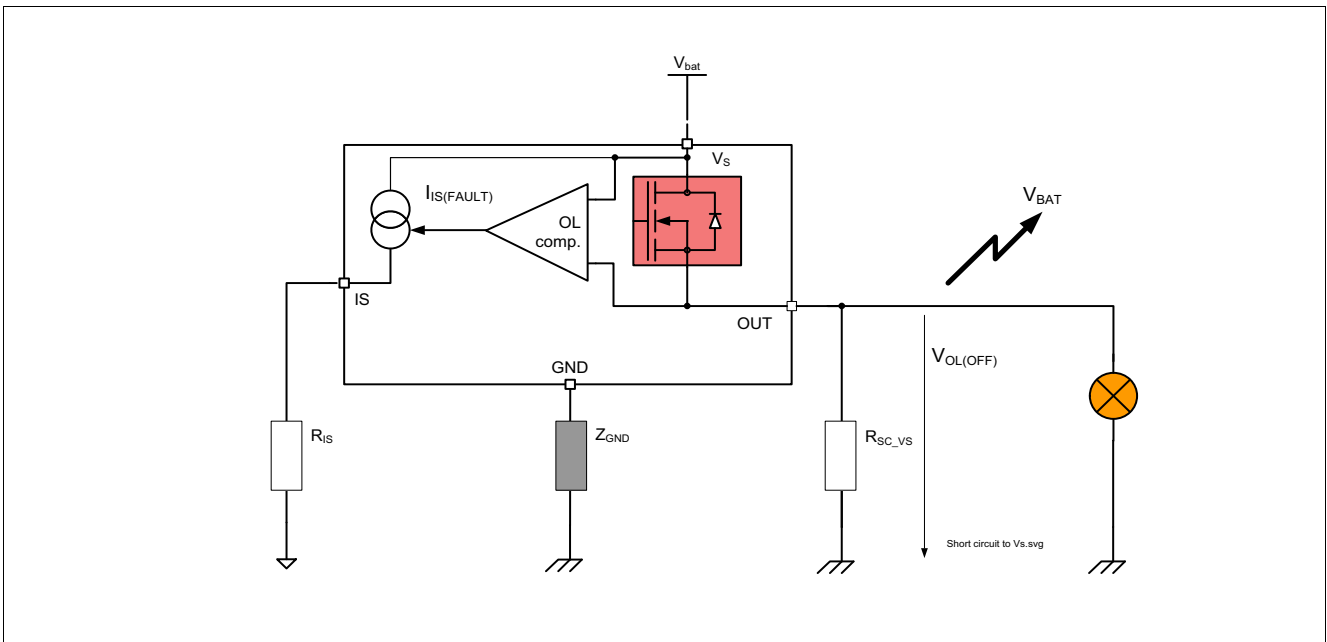 Vbat
VS
IIS(FAULT)
OL
comp.
VBAT
IS
OUT
VOL(OFF)
GND
RIS
ZGND
RSC_VS
Short circuit to Vs.svg